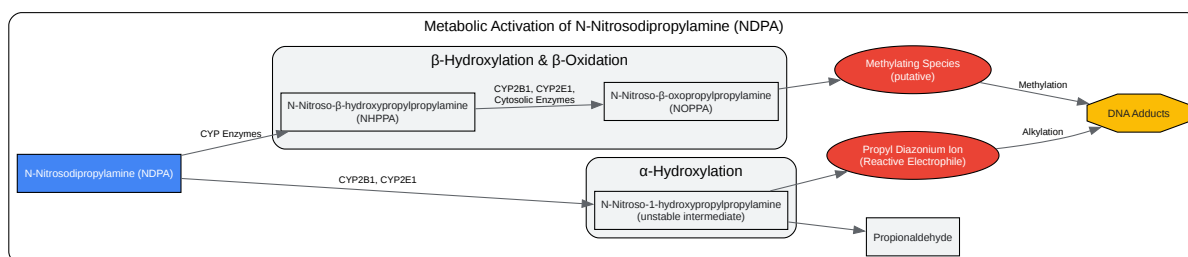 Metabolic Activation of N-Nitrosodipropylamine (NDPA)
β-Hydroxylation & β-Oxidation
N-Nitroso-β-hydroxypropylpropylamine
(NHPPA)
CYP2B1, CYP2E1,
Cytosolic Enzymes
N-Nitroso-β-oxopropylpropylamine
(NOPPA)
Methylating Species
(putative)
Methylation
DNA Adducts
CYP Enzymes
N-Nitrosodipropylamine (NDPA)
CYP2B1, CYP2E1
α-Hydroxylation
N-Nitroso-1-hydroxypropylpropylamine
(unstable intermediate)
Propyl Diazonium Ion
(Reactive Electrophile)
Alkylation
Propionaldehyde